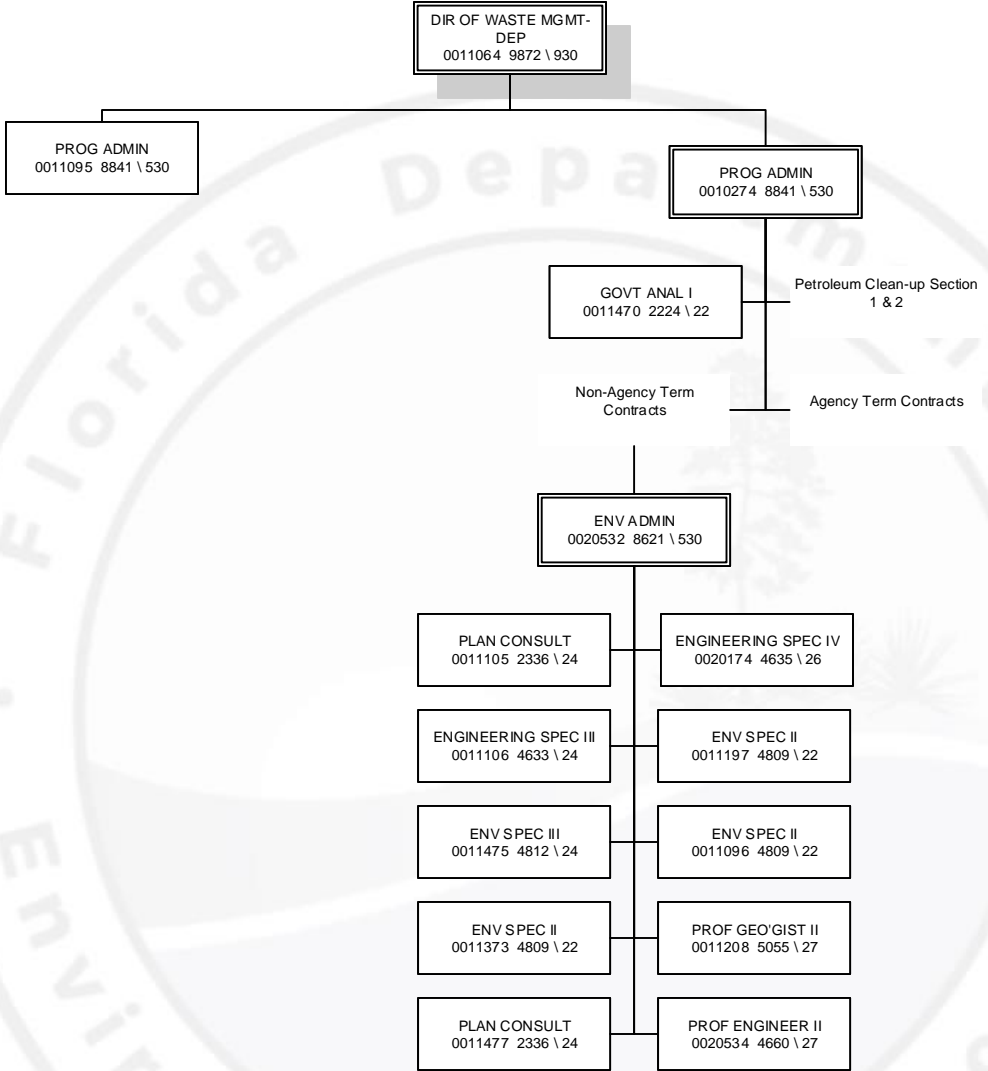 DIR OF WASTE MGMT-
DEP
0011064 9872 \ 930
PROG ADMIN
0011095 8841 \ 530
PROG ADMIN
0010274 8841 \ 530
GOVT ANAL I
0011470 2224 \ 22
Petroleum Clean-up Section
1 & 2
Non-Agency Term
Contracts
Agency Term Contracts
ENV ADMIN
0020532 8621 \ 530
PLAN CONSULT
0011105 2336 \ 24
ENGINEERING SPEC IV
0020174 4635 \ 26
ENGINEERING SPEC III
0011106 4633 \ 24
ENV SPEC II
0011197 4809 \ 22
ENV SPEC III
0011475 4812 \ 24
ENV SPEC II
0011096 4809 \ 22
ENV SPEC II
0011373 4809 \ 22
PROF GEO'GIST II
0011208 5055 \ 27
PLAN CONSULT
0011477 2336 \ 24
PROF ENGINEER II
0020534 4660 \ 27
Florida Departm
Envir